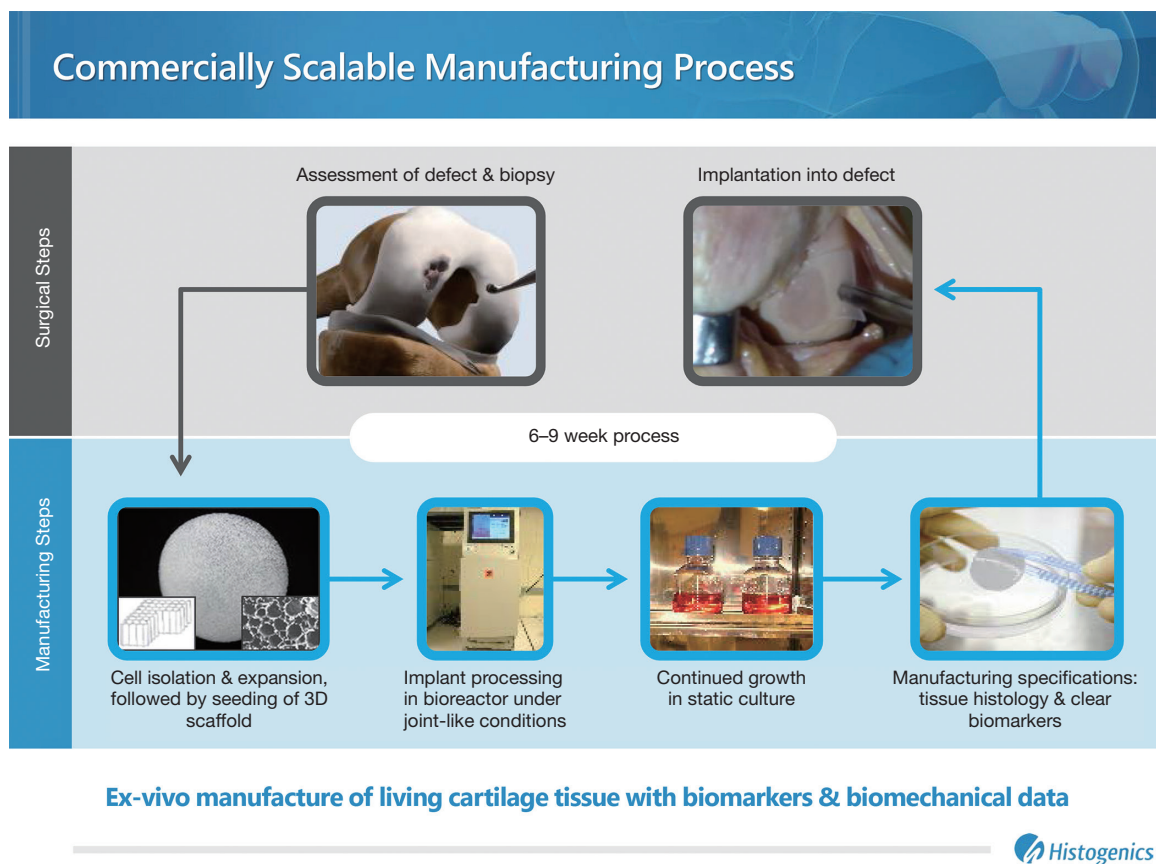 Commercially Scalable Manufacturing Process
Surgical Steps
Assessment of defect & biopsy
Implantation into defect
6–9 week process
Manufacturing Steps
Cell isolation & expansion,
followed by seeding of 3D
scaffold
Implant processing
in bioreactor under
joint-like conditions
Continued growth
in static culture
Manufacturing specifications:
tissue histology & clear
biomarkers
Ex-vivo manufacture of living cartilage tissue with biomarkers & biomechanical data
Histogenics